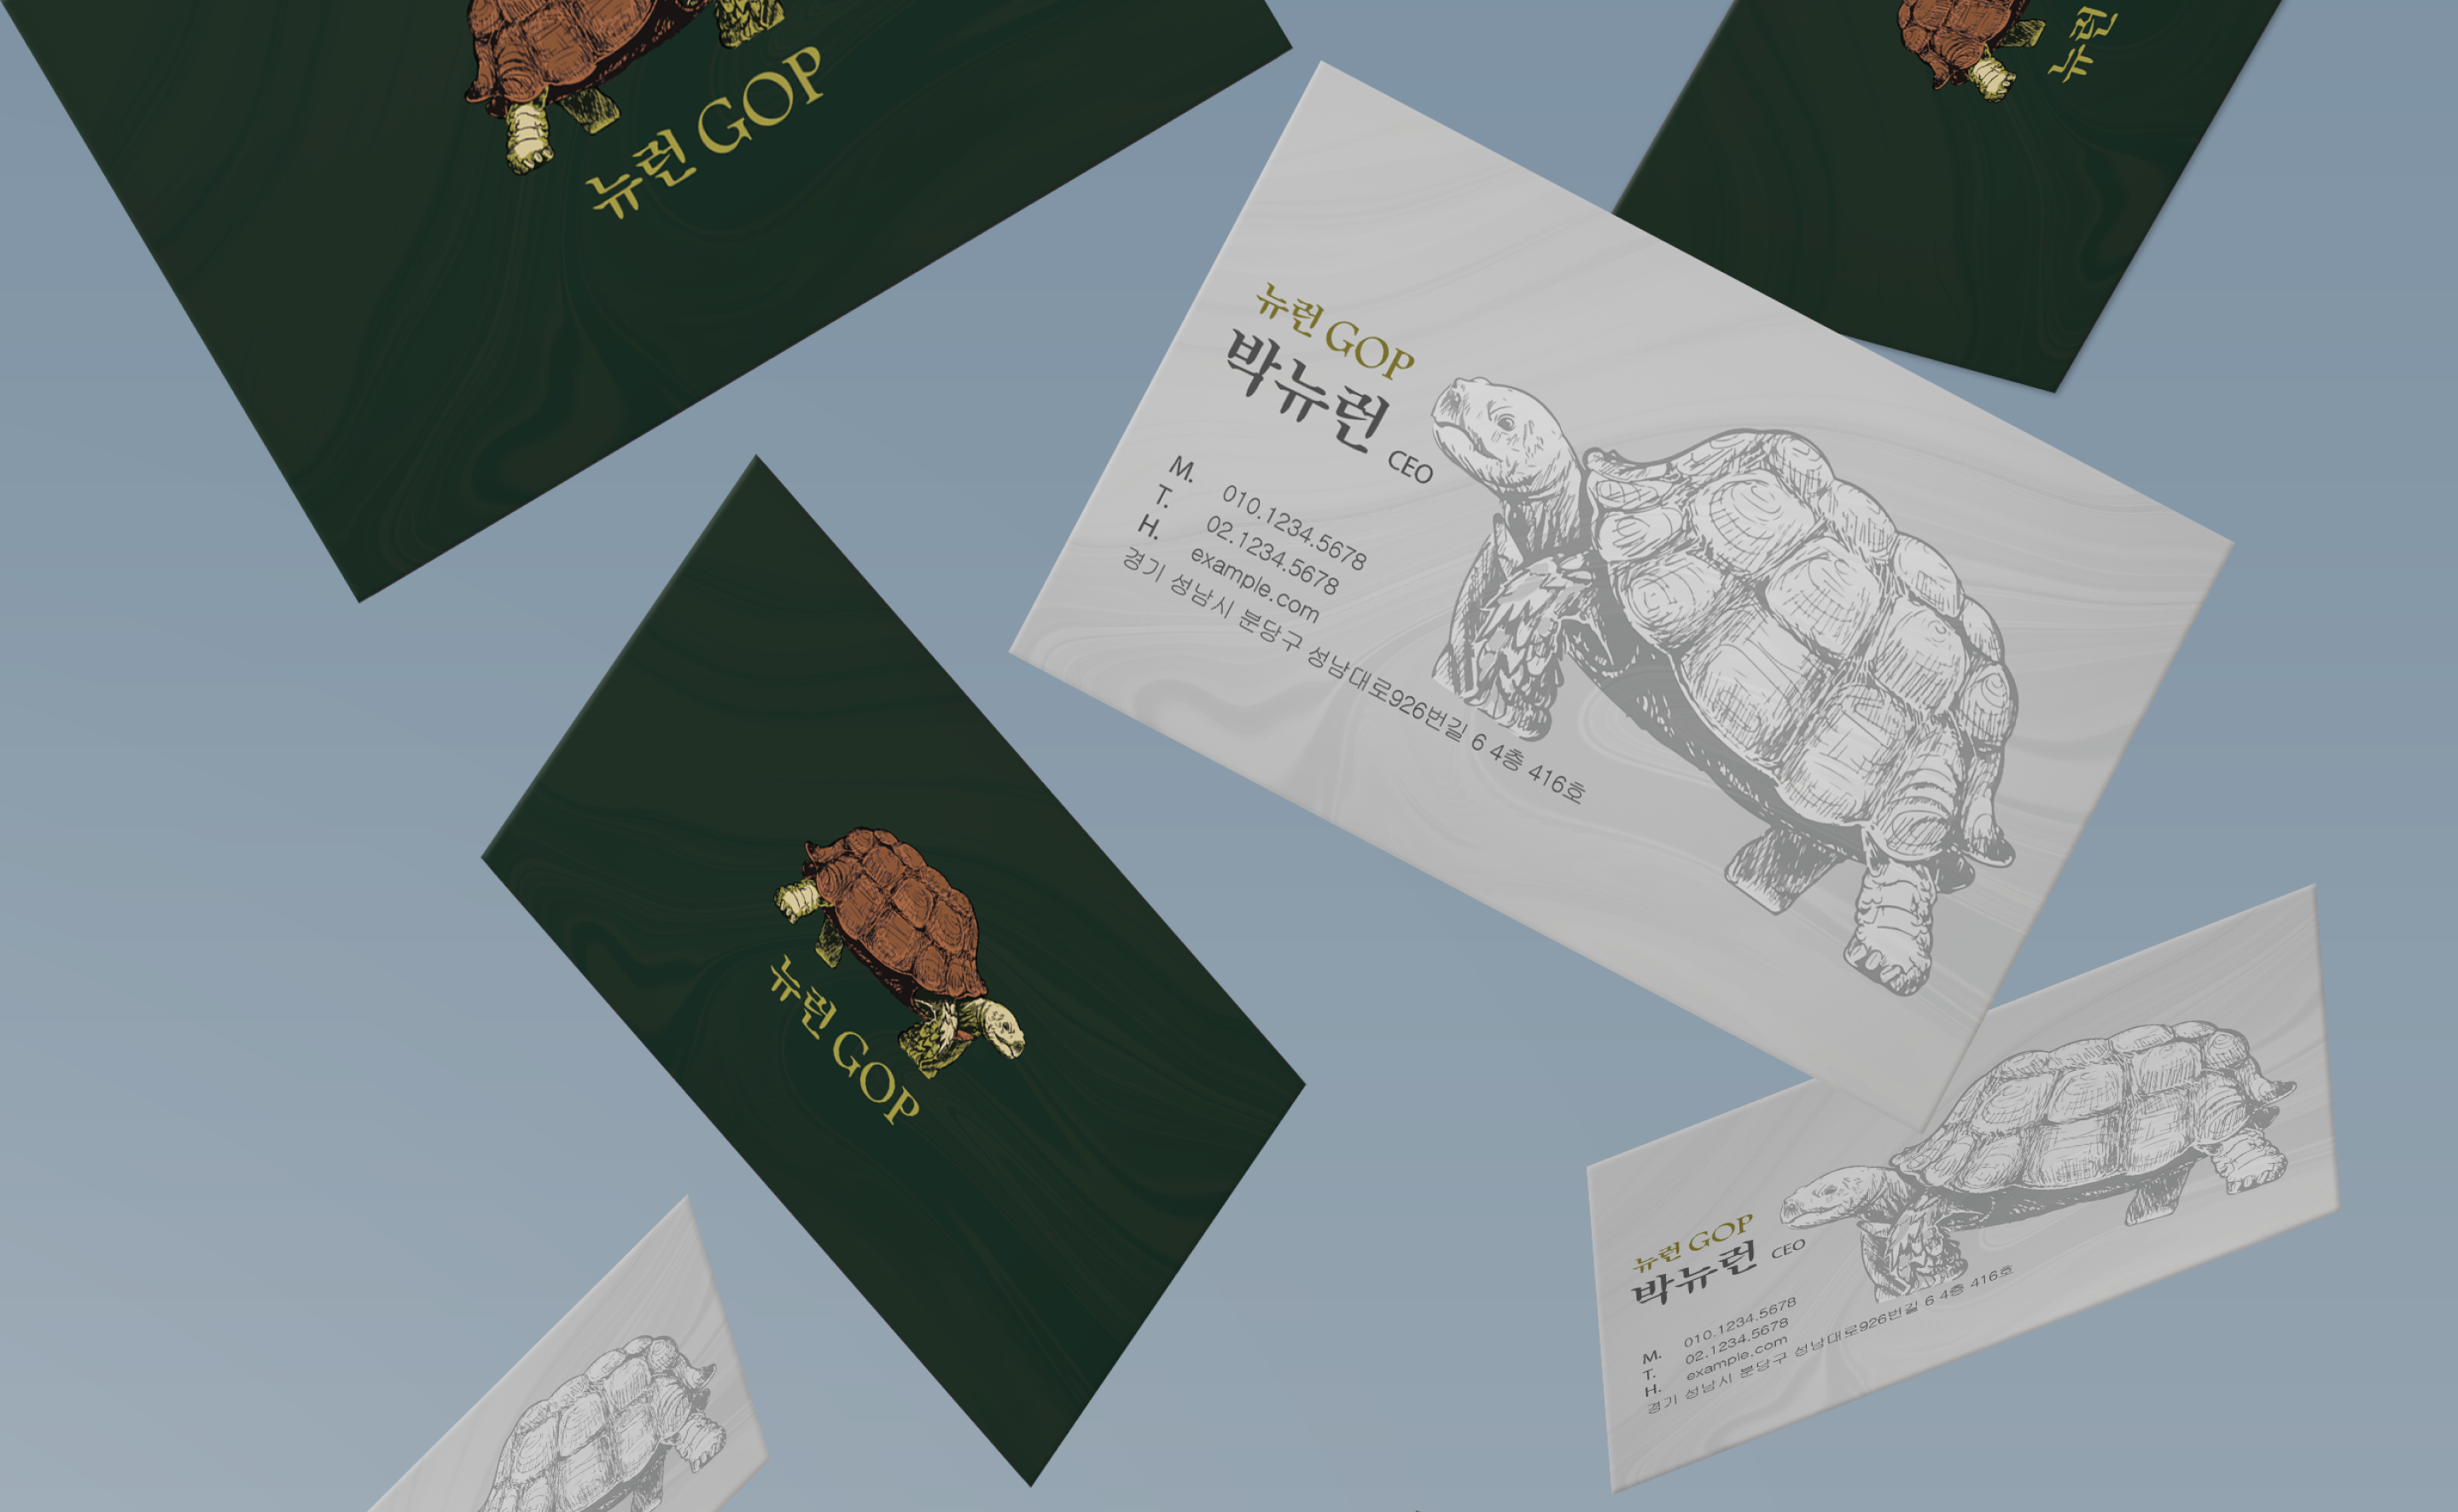 뉴런 GOP
뉴런
뉴런 GOP
박뉴런 CEO
M. 010.1234.5678
T. 02.1234.5678
H. example.com
경기 성남시 분당구 성남대로926번길 6 4층 416호
뉴런 GOP
뉴런 GOP
박뉴런 CEO
M. 010.1234.5678
T. 02.1234.5678
H. example.com
경기 성남시 분당구 성남대로926번길 6 4층 416호